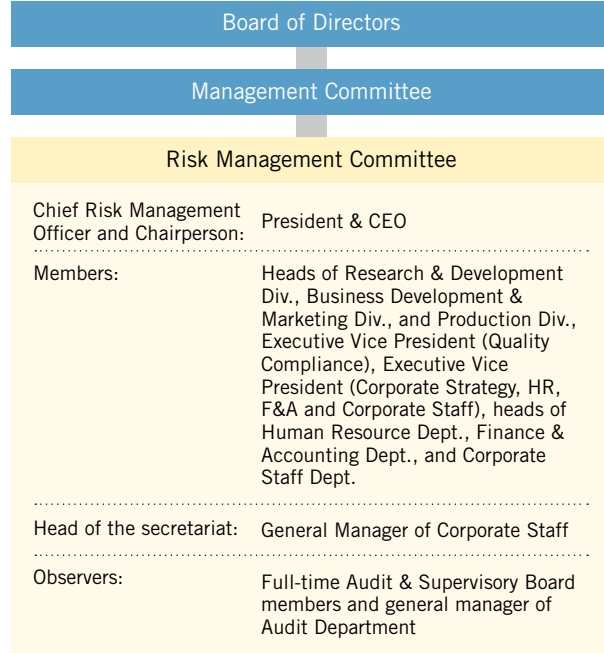 Board of Directors
Management Committee
Risk Management Committee
Chief Risk Management
Officer and Chairperson:
President & CEO
Members:
Heads of Research & Development
Div., Business Development &
Marketing Div., and Production Div.,
Executive Vice President (Quality
Compliance), Executive Vice
President (Corporate Strategy, HR,
F&A and Corporate Staff), heads of
Human Resource Dept., Finance &
Accounting Dept., and Corporate
Staff Dept.
Head of the secretariat:
General Manager of Corporate Staff
Observers:
Full-time Audit & Supervisory Board
members and general manager of
Audit Department